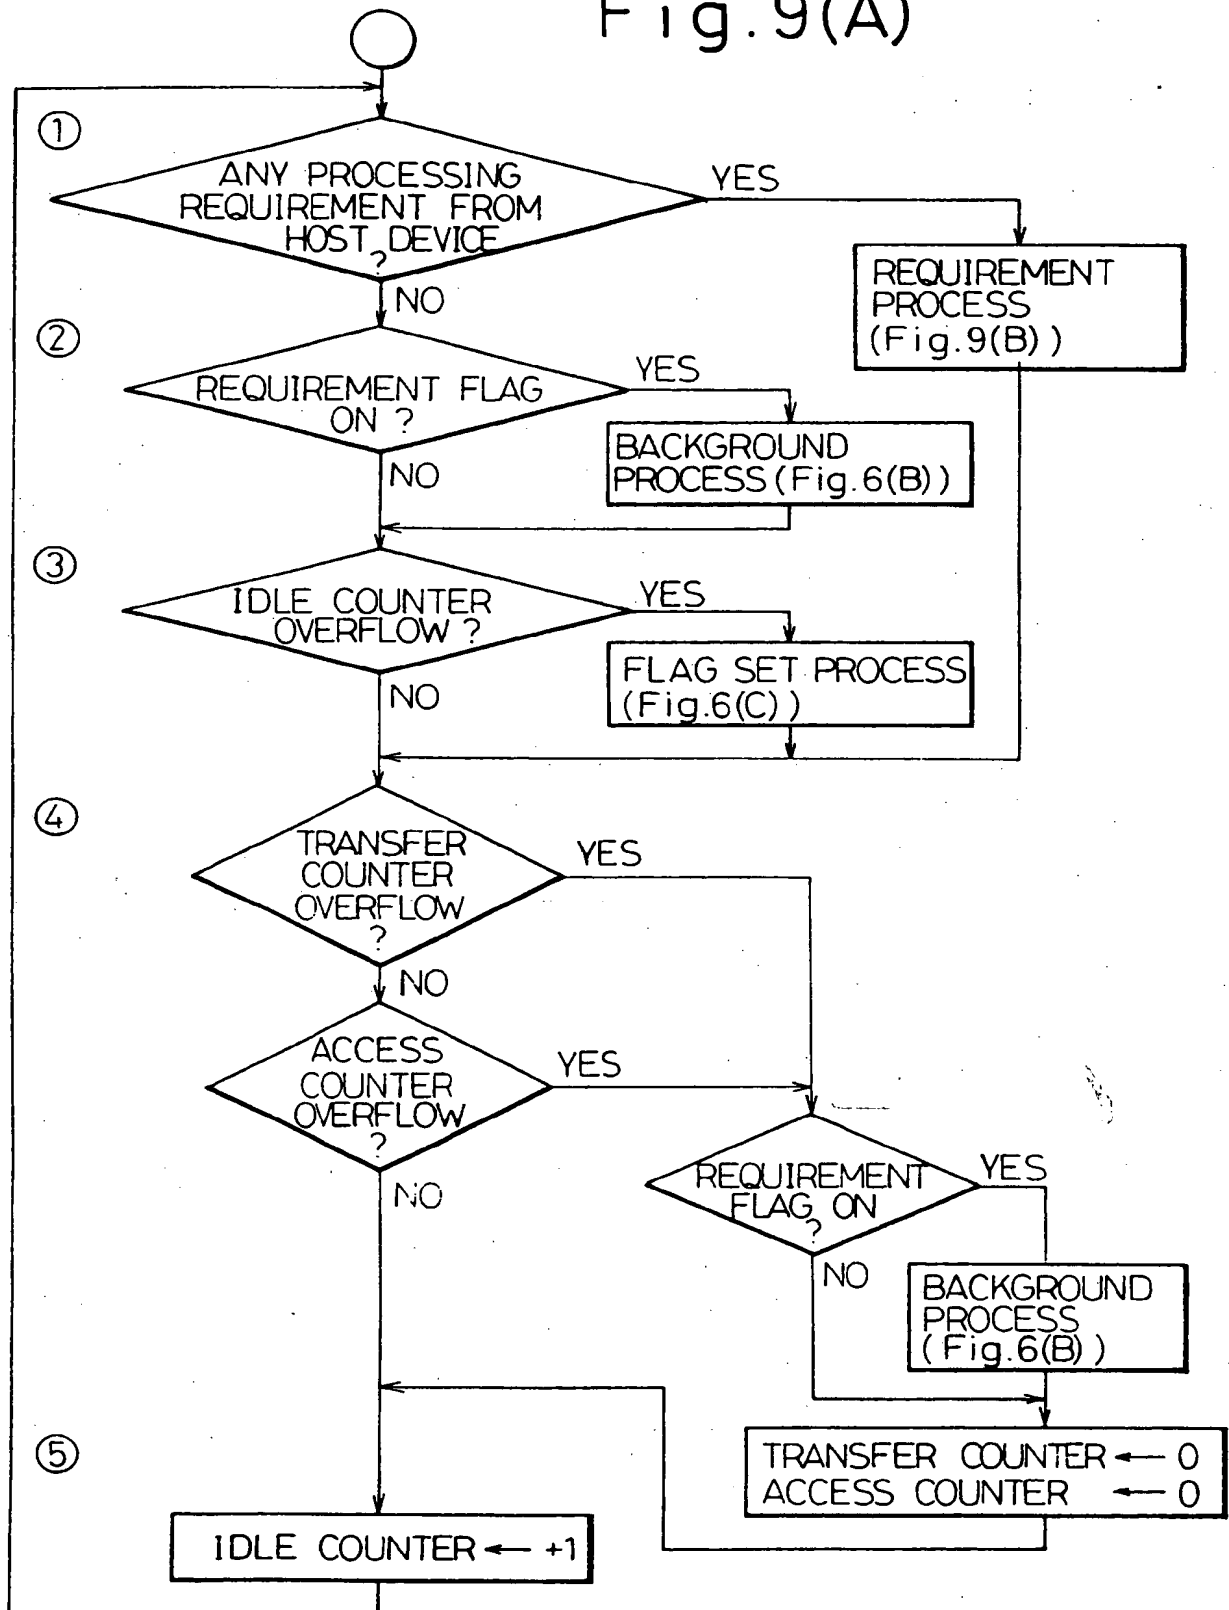 Fig.9(A)
①
ANY PROCESSING
REQUIREMENT FROM
HOST DEVICE
?
YES
NO
REQUIREMENT
PROCESS
(Fig.9(B))
②
REQUIREMENT FLAG
ON ?
YES
NO
BACKGROUND
PROCESS(Fig.6(B))
③
IDLE COUNTER
OVERFLOW ?
YES
NO
FLAG SET PROCESS
(Fig.6(C))
④
TRANSFER
COUNTER
OVERFLOW
?
YES
NO
ACCESS
COUNTER
OVERFLOW
?
YES
NO
REQUIREMENT
FLAG ON
?
YES
NO
BACKGROUND
PROCESS
(Fig.6(B))
TRANSFER COUNTER ← 0
ACCESS COUNTER ← 0
⑤
IDLE COUNTER ← +1